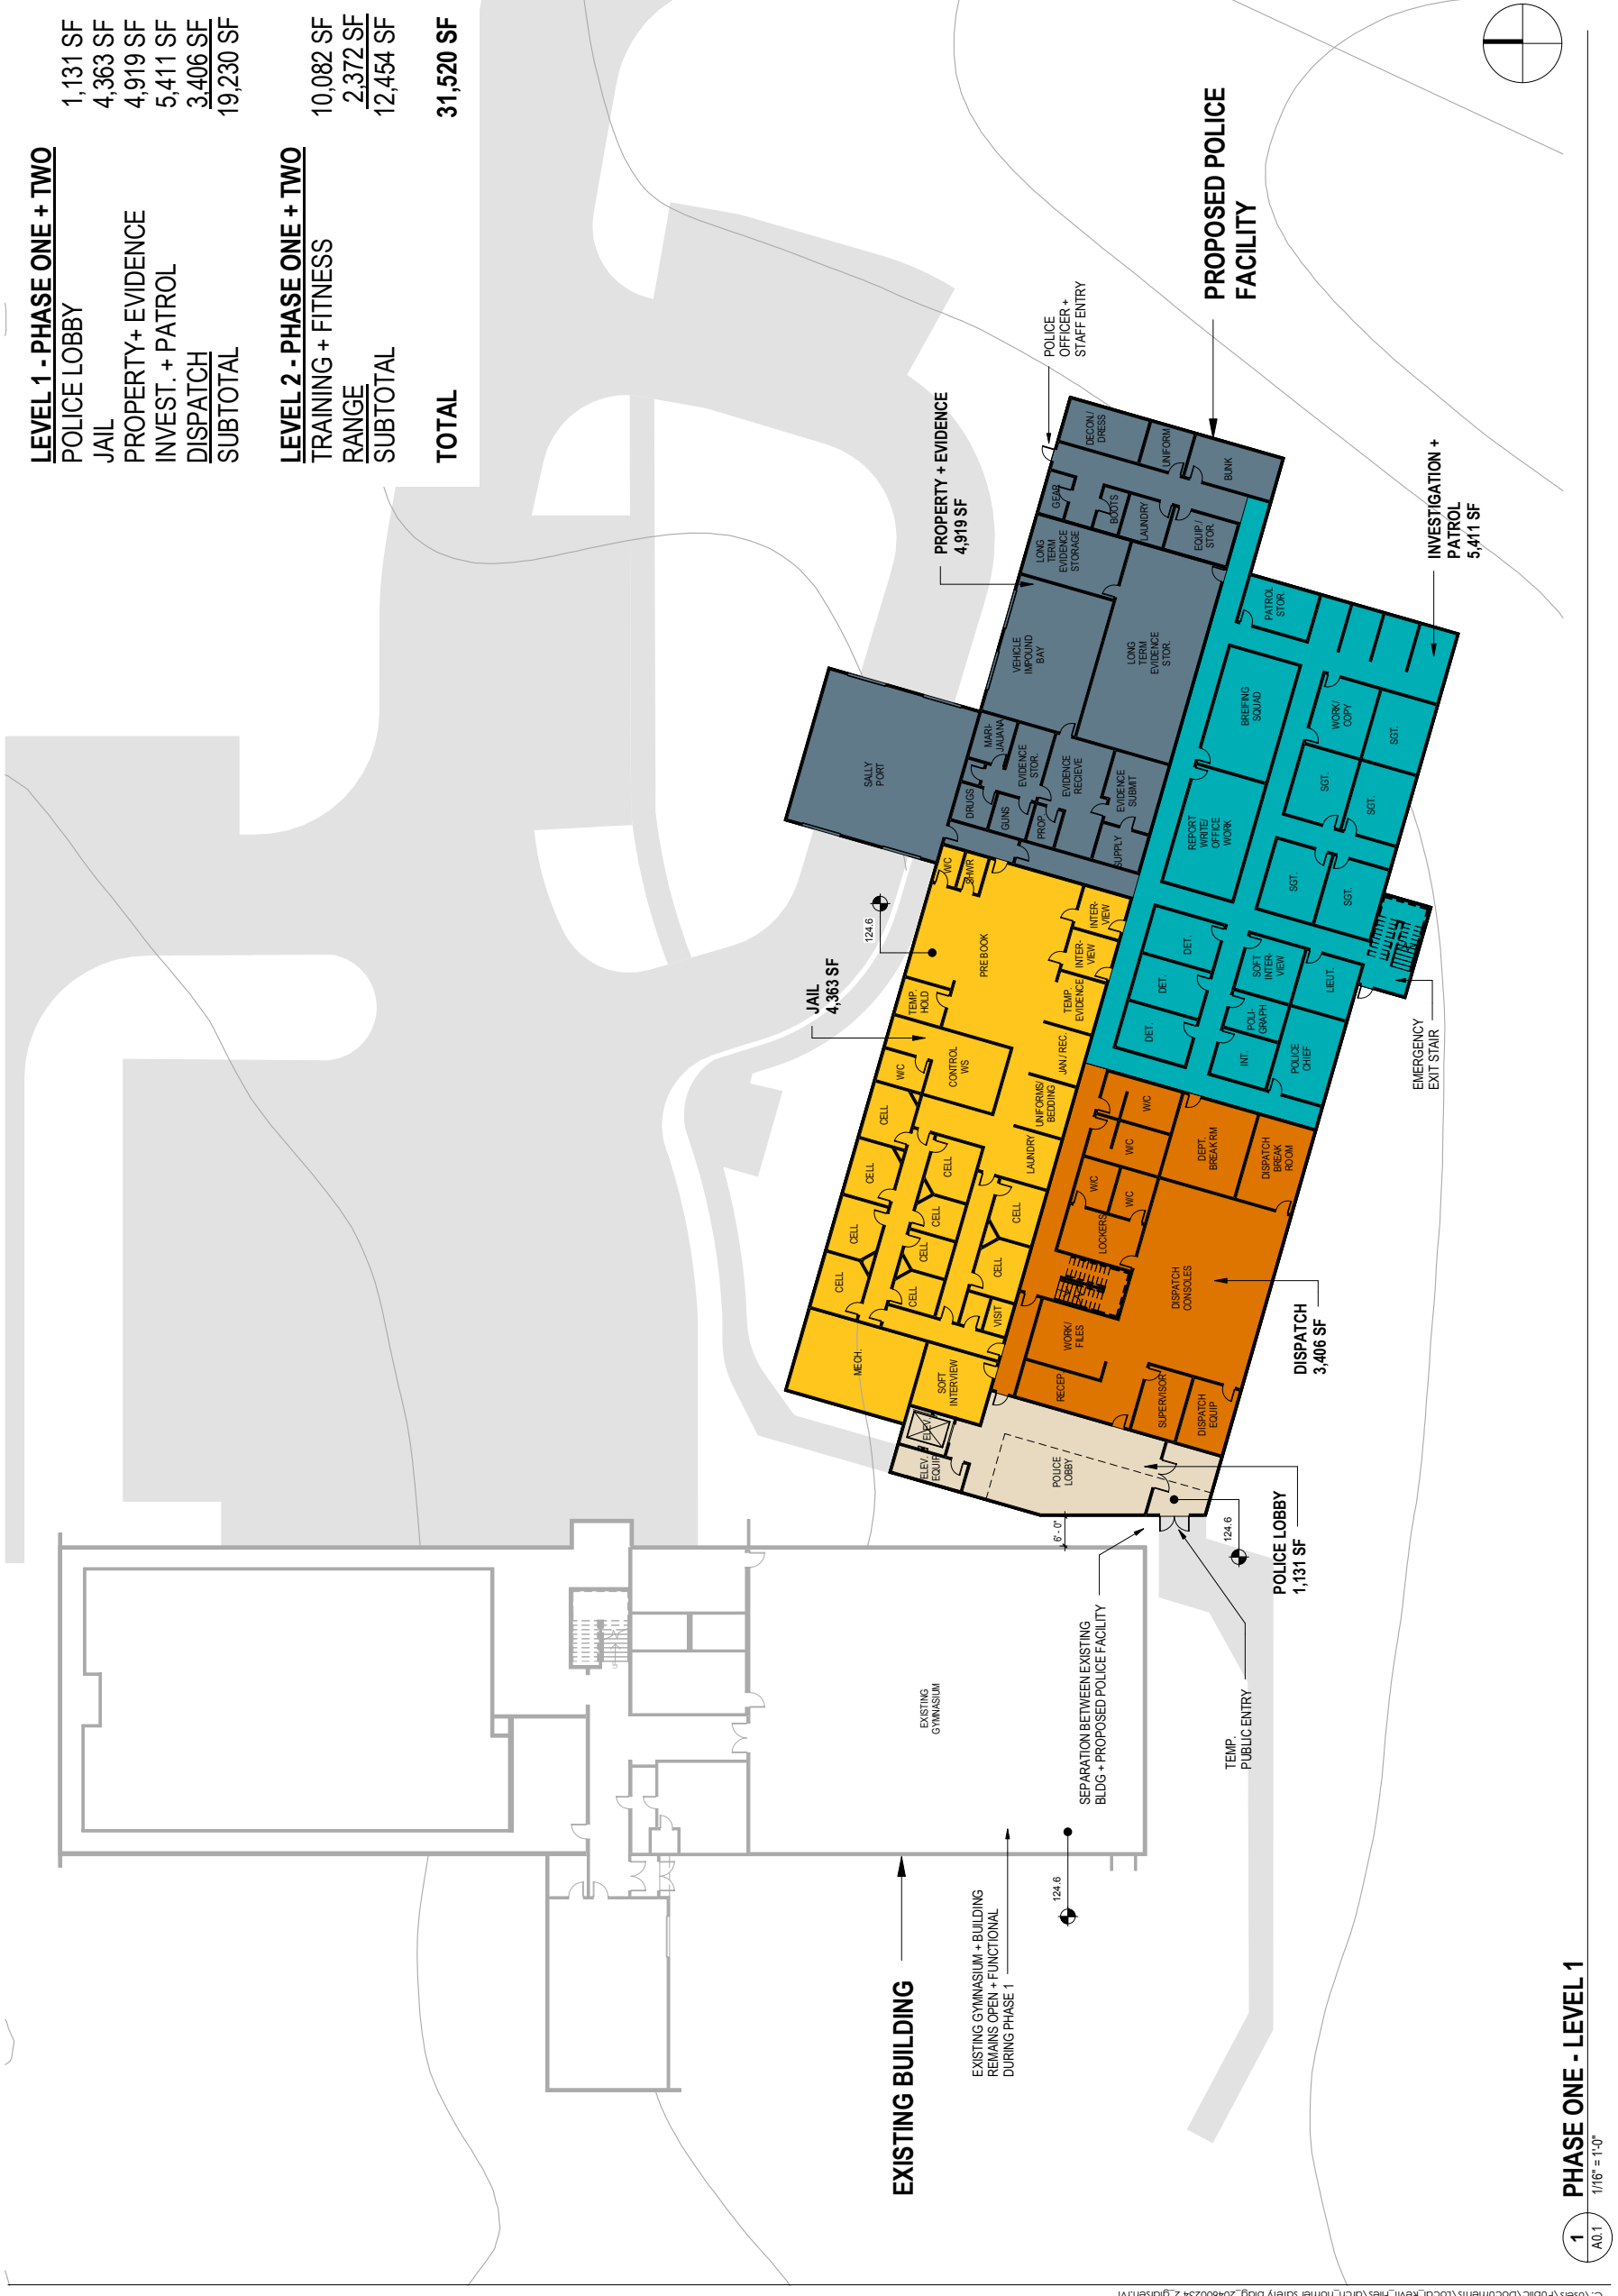 LEVEL 1 - PHASE ONE + TWO
POLICE LOBBY 1,131 SF
JAIL 4,363 SF
PROPERTY+ EVIDENCE 4,919 SF
INVEST. + PATROL 5,411 SF
DISPATCH 3,406 SF
SUBTOTAL 19,230 SF
LEVEL 2 - PHASE ONE + TWO
TRAINING + FITNESS 10,082 SF
RANGE 2,372 SF
SUBTOTAL 12,454 SF
TOTAL 31,520 SF
PROPOSED POLICE
FACILITY
POLICE
OFFICER +
STAFF ENTRY
PROPERTY + EVIDENCE
4,919 SF
INVESTIGATION +
PATROL
5,411 SF
JAIL
4,363 SF
124.6
EMERGENCY
EXIT STAIR
DISPATCH
3,406 SF
POLICE LOBBY
1,131 SF
124.6
6' - 0"
SEPARATION BETWEEN EXISTING
BLDG + PROPOSED POLICE FACILITY
TEMP.
PUBLIC ENTRY
EXISTING
GYMNASIUM
EXISTING BUILDING
EXISTING GYMNASIUM + BUILDING
REMAINS OPEN + FUNCTIONAL
DURING PHASE 1
124.6
UP
DECON./
DRESS
UNIFORM
BUNK
GEAR
BOOTS
LAUNDRY
EQUIP./
STOR.
LONG
TERM
EVIDENCE
STORAGE
VEHICLE
IMPOUND
BAY
LONG
TERM
EVIDENCE
STOR.
SALLY
PORT
MARI-
JAUANA
EVIDENCE
STOR.
EVIDENCE
RECIEVE
EVIDENCE
SUBMIT
DRUGS
GUNS
PROP.
SUPPLY
PATROL
STOR.
BREIFING
SQUAD
WORK/
COPY
SGT.
SGT.
SGT.
REPORT
WRITE/
OFFICE
WORK
SGT.
SGT.
DET.
DET.
DET.
SOFT
INTER-
VIEW
LIEUT.
POLI-
GRAPH
INT.
POLICE
CHIEF
W/C
SHWR
PRE BOOK
INTER-
VIEW
INTER-
VIEW
TEMP.
HOLD
TEMP.
EVIDENCE
W/C
CONTROL
WS
JAN / REC.
UNIFORMS/
BEDDING
LAUNDRY
CELL
CELL
CELL
CELL
CELL
CELL
CELL
CELL
CELL
CELL
VISIT
MECH.
SOFT
INTERVIEW
W/C
W/C
W/C
W/C
DEPT.
BREAK RM
DISPATCH
BREAK
ROOM
LOCKERS
DISPATCH
CONSOLES
WORK/
FILES
RECEP.
SUPERVISOR
DISPATCH
EQUIP
ELEV.
ELEV.
EQUIP
POLICE
LOBBY
1
A0.1
PHASE ONE - LEVEL 1
1/16" = 1'-0"